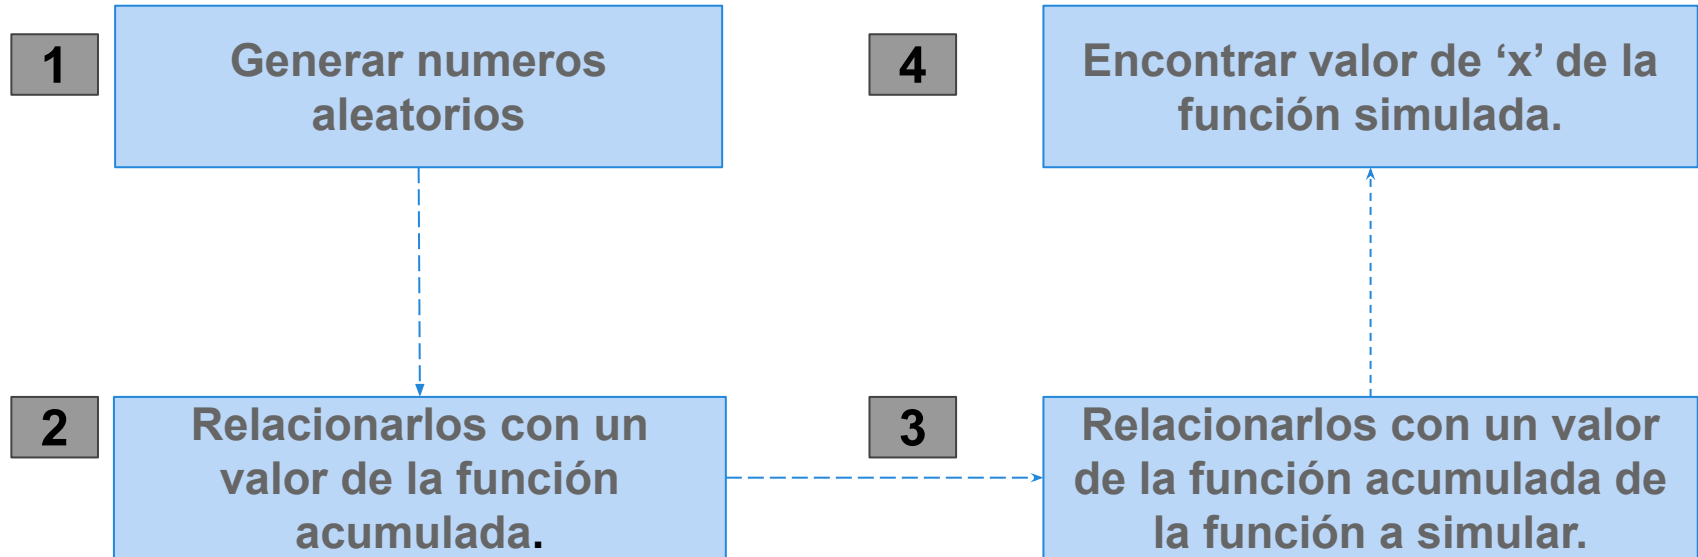 1
Generar numeros
aleatorios
2
Relacionarlos con un
valor de la función
acumulada.
3
Relacionarlos con un valor
de la función acumulada de
la función a simular.
4
Encontrar valor de ‘x’ de la
función simulada.